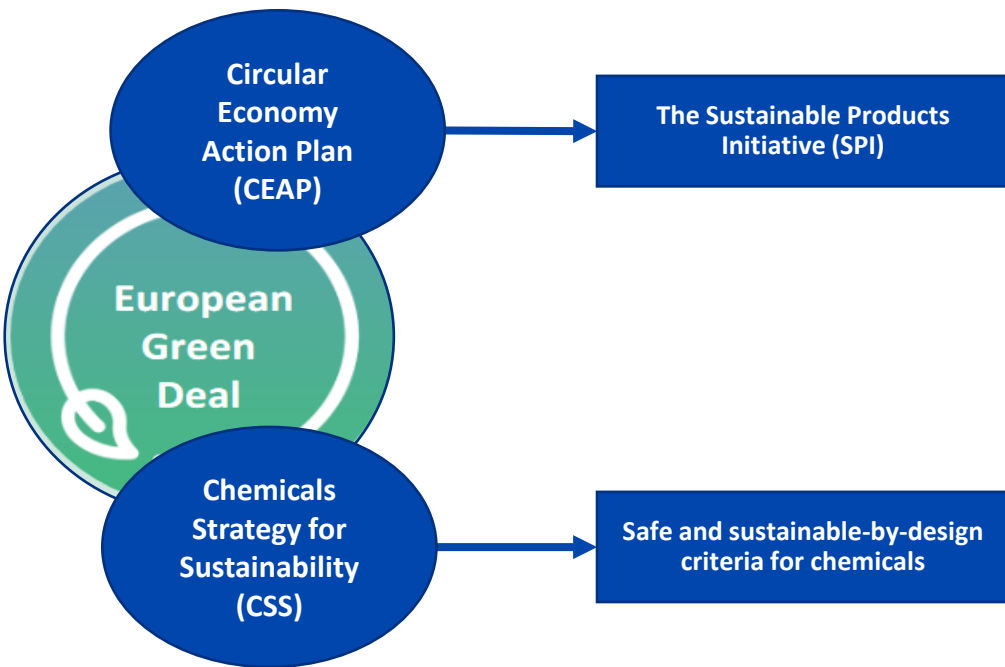 Circular
Economy
Action Plan
(CEAP)
The Sustainable Products
Initiative (SPI)
European
Green
Deal
Chemicals
Strategy for
Sustainability
(CSS)
Safe and sustainable-by-design
criteria for chemicals